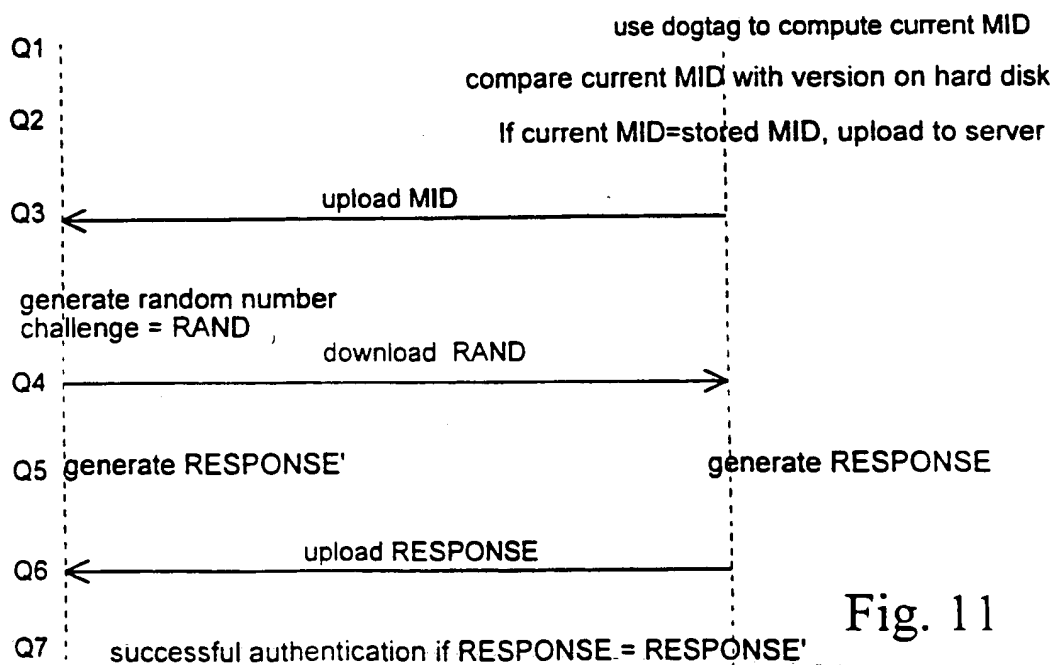 use dogtag to compute current MID
Q1
compare current MID with version on hard disk
Q2
If current MID=stored MID, upload to server
upload MID
Q3
generate random number
challenge = RAND
download RAND
Q4
Q5 generate RESPONSE' generate RESPONSE
upload RESPONSE
Q6
Fig. 11
Q7 successful authentication if RESPONSE = RESPONSE'